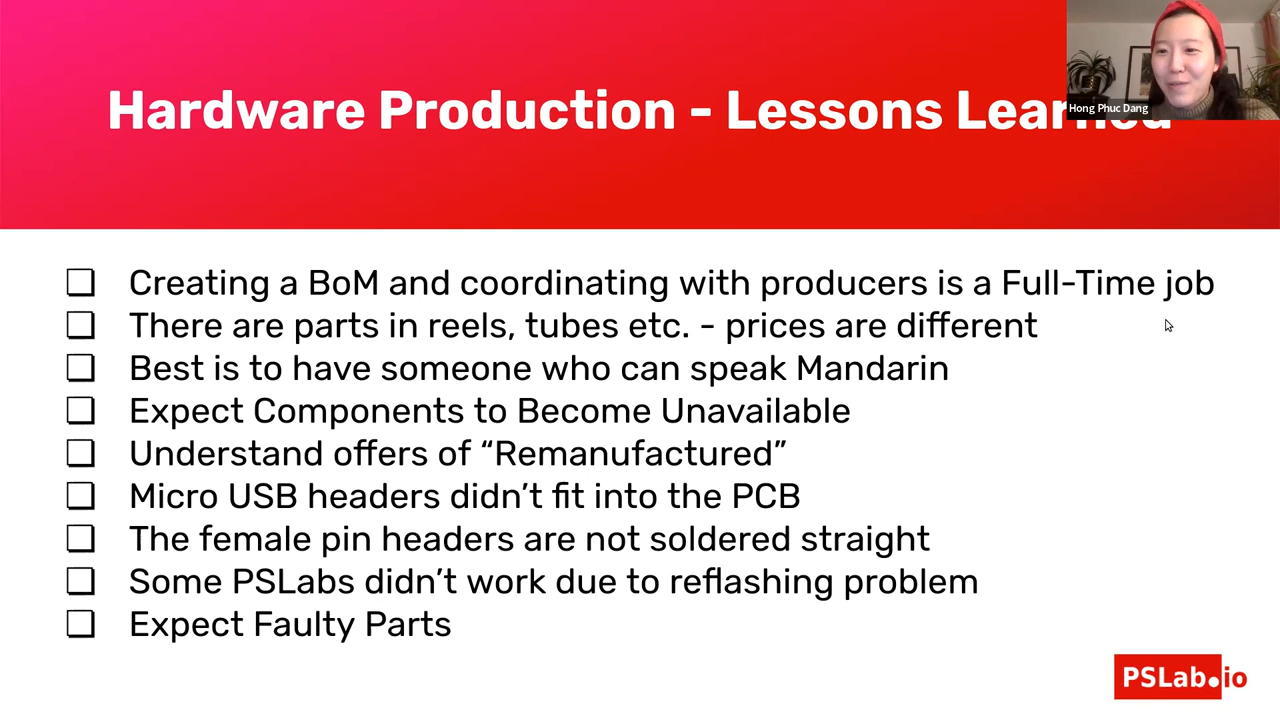 Hardware Production - Lessons Learned
Hong Phuc Dang
Creating a BoM and coordinating with producers is a Full-Time job
There are parts in reels, tubes etc. - prices are different
Best is to have someone who can speak Mandarin
Expect Components to Become Unavailable
Understand offers of “Remanufactured”
Micro USB headers didn’t fit into the PCB
The female pin headers are not soldered straight
Some PSLabs didn’t work due to reflashing problem
Expect Faulty Parts
PSLab.io